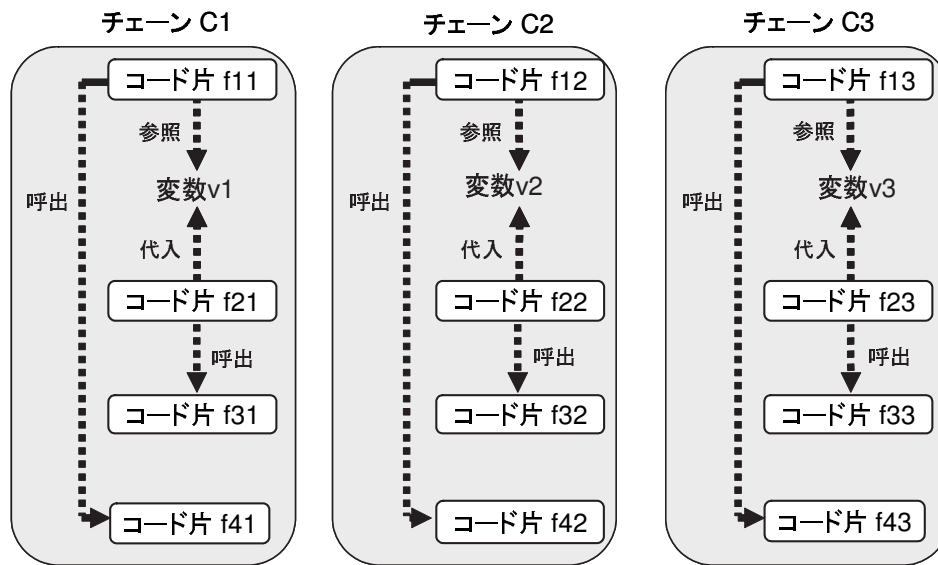 チェーン C1
コード片 f11
参照
変数v1
呼出
代入
コード片 f21
呼出
コード片 f31
コード片 f41
チェーン C2
コード片 f12
参照
変数v2
呼出
代入
コード片 f22
呼出
コード片 f32
コード片 f42
チェーン C3
コード片 f13
参照
変数v3
呼出
代入
コード片 f23
呼出
コード片 f33
コード片 f43